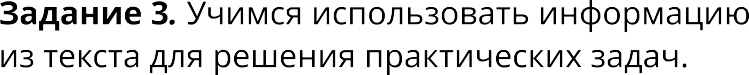 Задание 3. Учимся использовать информацию
из текста для решения практических задач.